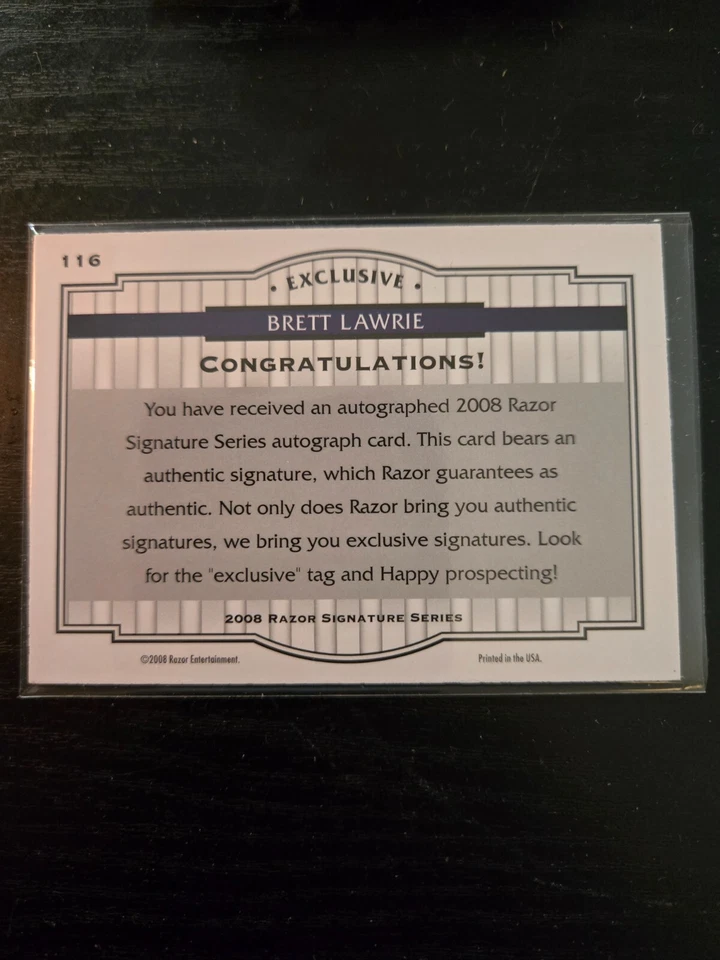 116
• EXCLUSIVE •
BRETT LAWRIE
CONGRATULATIONS!
You have received an autographed 2008 Razor
Signature Series autograph card. This card bears an
authentic signature, which Razor guarantees as
authentic. Not only does Razor bring you authentic
signatures, we bring you exclusive signatures. Look
for the "exclusive" tag and Happy prospecting!
2008 RAZOR SIGNATURE SERIES
©2008 Razor Entertainment. Printed in the USA.